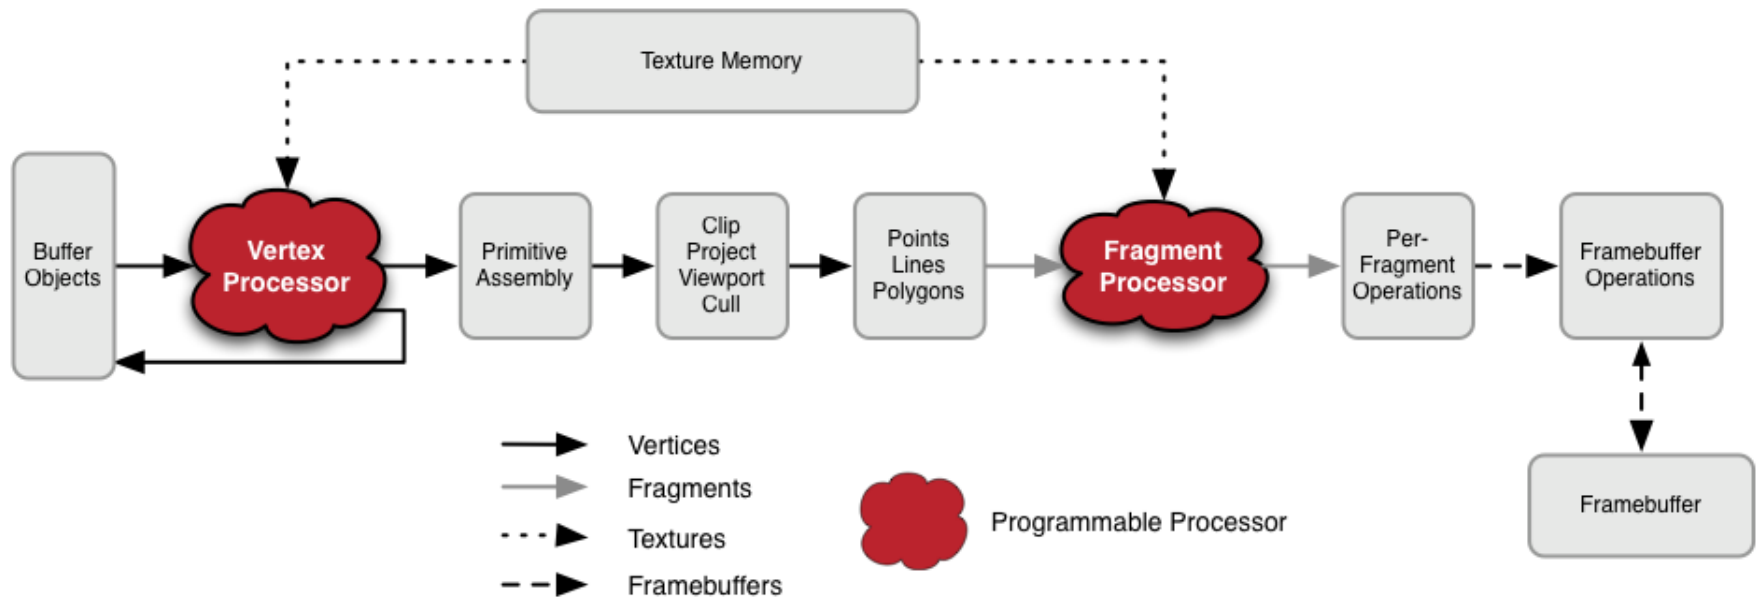 Texture Memory
Buffer
Objects
Vertex
Processor
Primitive
Assembly
Clip
Project
Viewport
Cull
Points
Lines
Polygons
Fragment
Processor
Per-
Fragment
Operations
Framebuffer
Operations
Framebuffer
Vertices
Fragments
Textures
Framebuffers
Programmable Processor